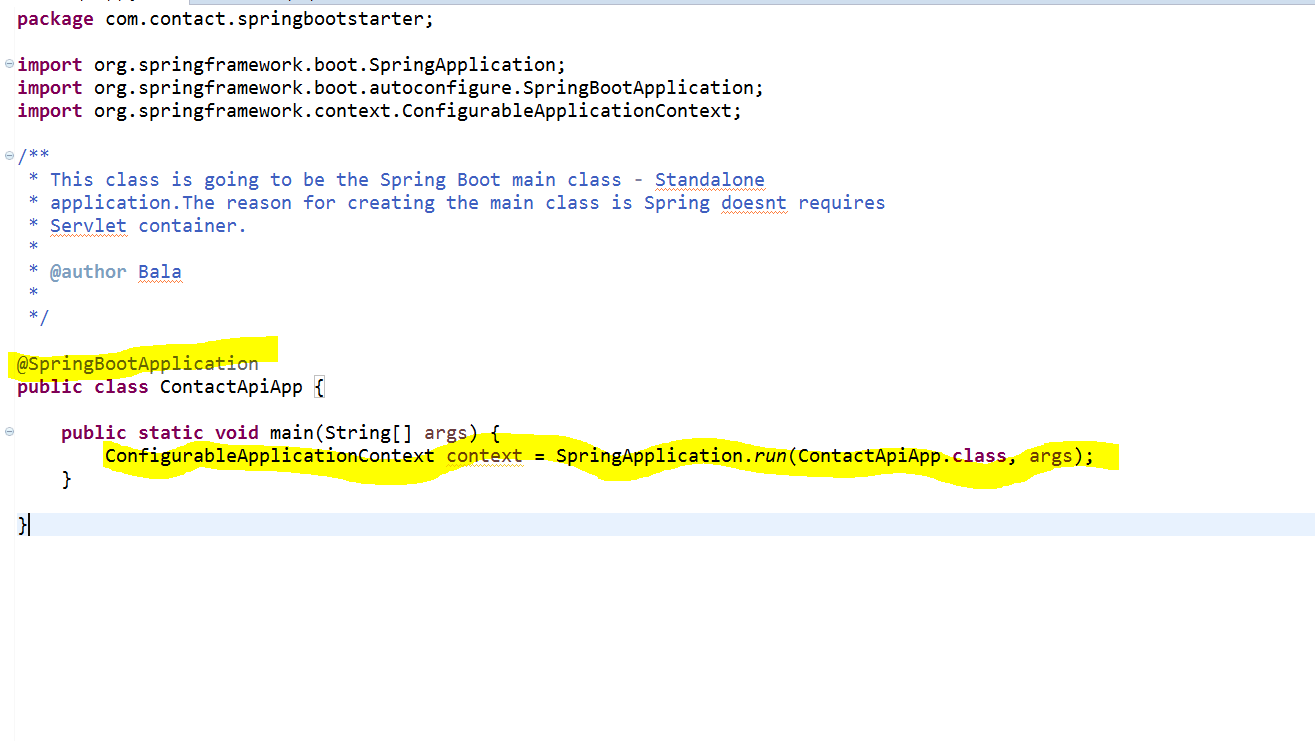 package com.contact.springbootstarter;
import org.springframework.boot.SpringApplication;
import org.springframework.boot.autoconfigure.SpringBootApplication;
import org.springframework.context.ConfigurableApplicationContext;
/**
* This class is going to be the Spring Boot main class - Standalone
* application.The reason for creating the main class is Spring doesnt requires
* Servlet container.
*
* @author Bala
*
*/
@SpringBootApplication
public class ContactApiApp {
public static void main(String[] args) {
ConfigurableApplicationContext context = SpringApplication.run(ContactApiApp.class, args);
}
}